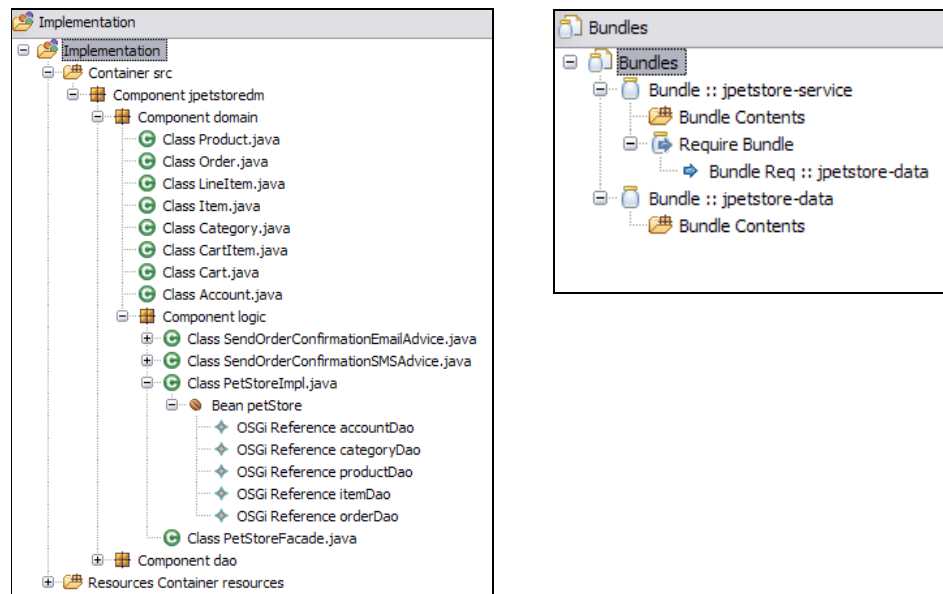 Implementation
Implementation
Container src
Component jpetstoredm
Component domain
Class Product.java
Class Order.java
Class LineItem.java
Class Item.java
Class Category.java
Class CartItem.java
Class Cart.java
Class Account.java
Component logic
Class SendOrderConfirmationEmailAdvice.java
Class SendOrderConfirmationSMSAdvice.java
Class PetStoreImpl.java
Bean petStore
OSGi Reference accountDao
OSGi Reference categoryDao
OSGi Reference productDao
OSGi Reference itemDao
OSGi Reference orderDao
Class PetStoreFacade.java
Component dao
Resources Container resources
Bundles
Bundles
Bundle :: jpetstore-service
Bundle Contents
Require Bundle
Bundle Req :: jpetstore-data
Bundle :: jpetstore-data
Bundle Contents